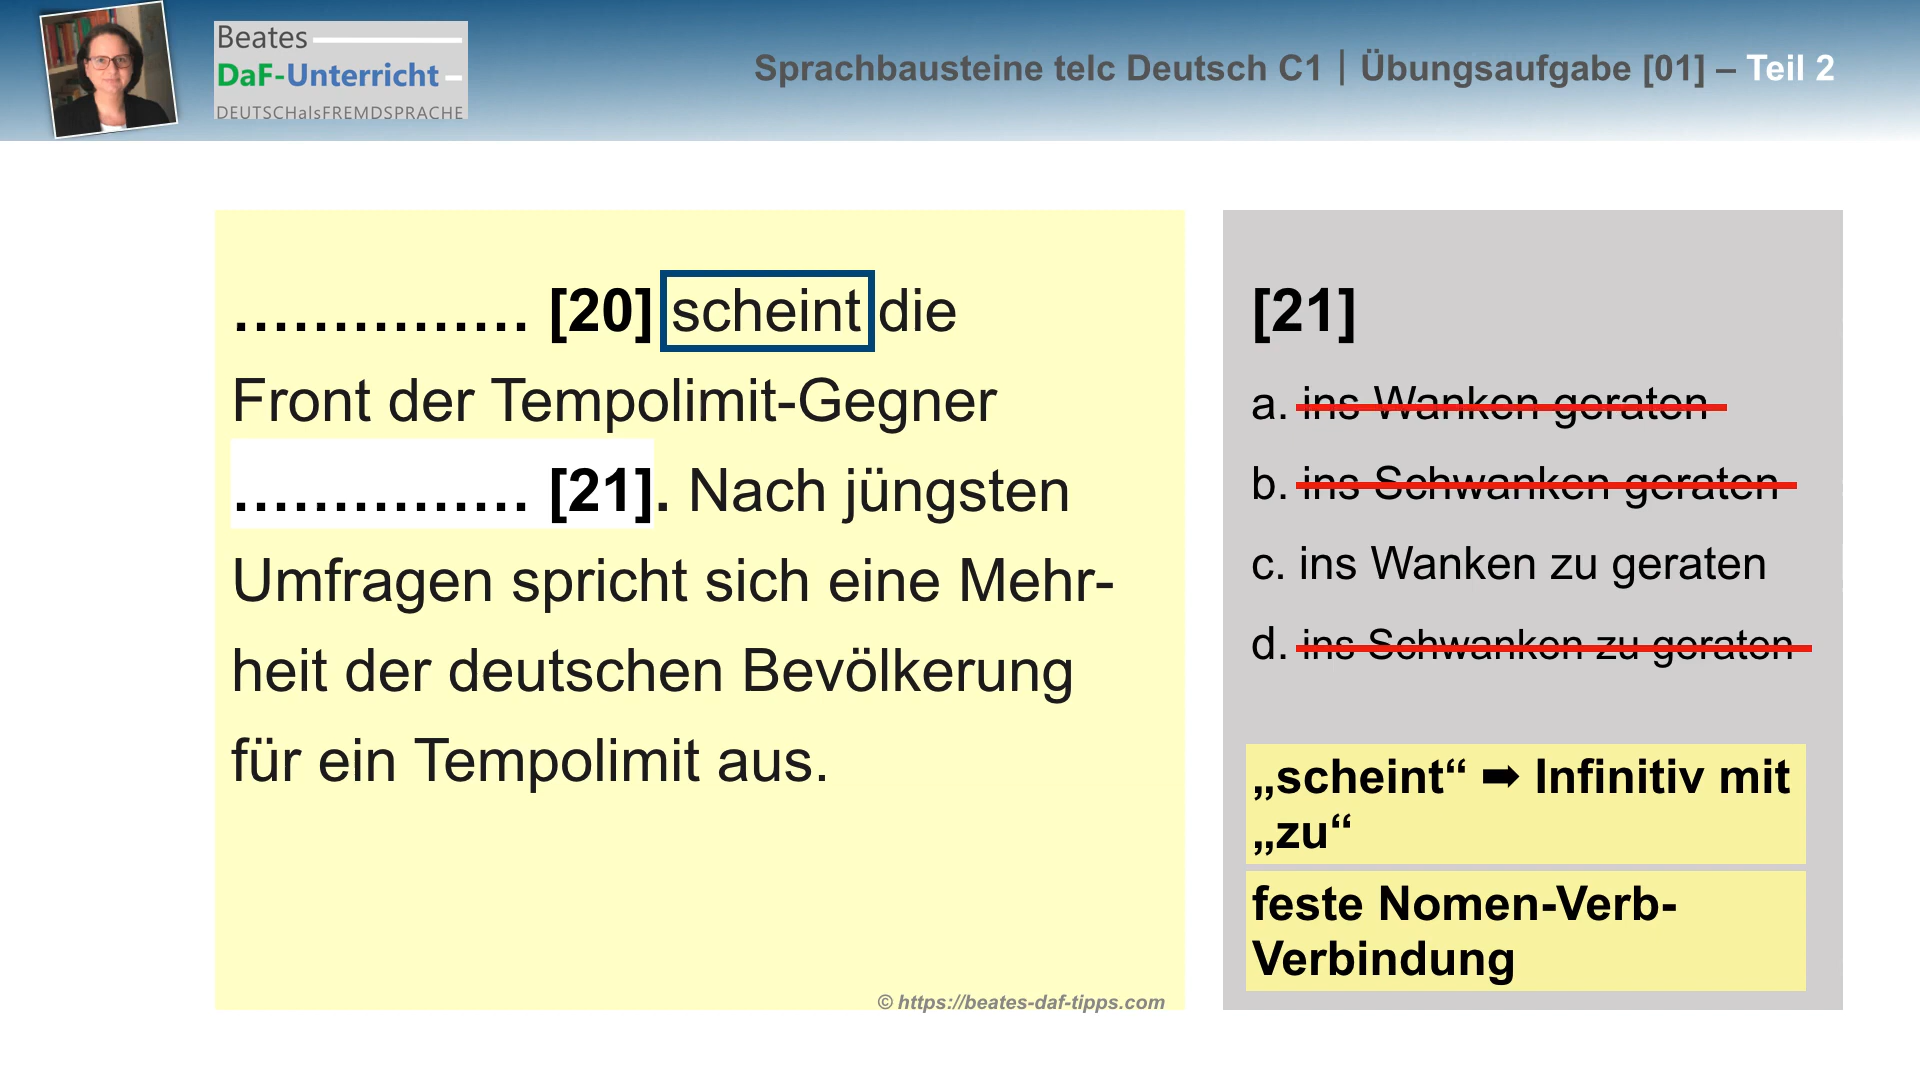 Beates
DaF-Unterricht
DEUTSCHalsFREMDSPRACHE
Sprachbausteine telc Deutsch C1 | Übungsaufgabe [01] – Teil 2
…………… [20] scheint die
Front der Tempolimit-Gegner
…………… [21]. Nach jüngsten
Umfragen spricht sich eine Mehr-
heit der deutschen Bevölkerung
für ein Tempolimit aus.
© https://beates-daf-tipps.com
[21]
a. ins Wanken geraten
b. ins Schwanken geraten
c. ins Wanken zu geraten
d. ins Schwanken zu geraten
„scheint“ ➡ Infinitiv mit
„zu“
feste Nomen-Verb-
Verbindung